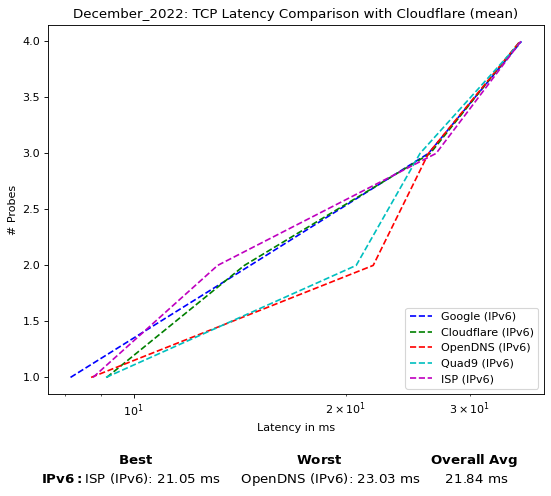 December_2022: TCP Latency Comparison with Cloudflare (mean)
4.0
3.5
3.0
2.5
2.0
1.5
1.0
# Probes
10¹
2 × 10¹
3 × 10¹
Latency in ms
Google (IPv6)
Cloudflare (IPv6)
OpenDNS (IPv6)
Quad9 (IPv6)
ISP (IPv6)
Best Worst Overall Avg
IPv6: ISP (IPv6): 21.05 ms OpenDNS (IPv6): 23.03 ms 21.84 ms